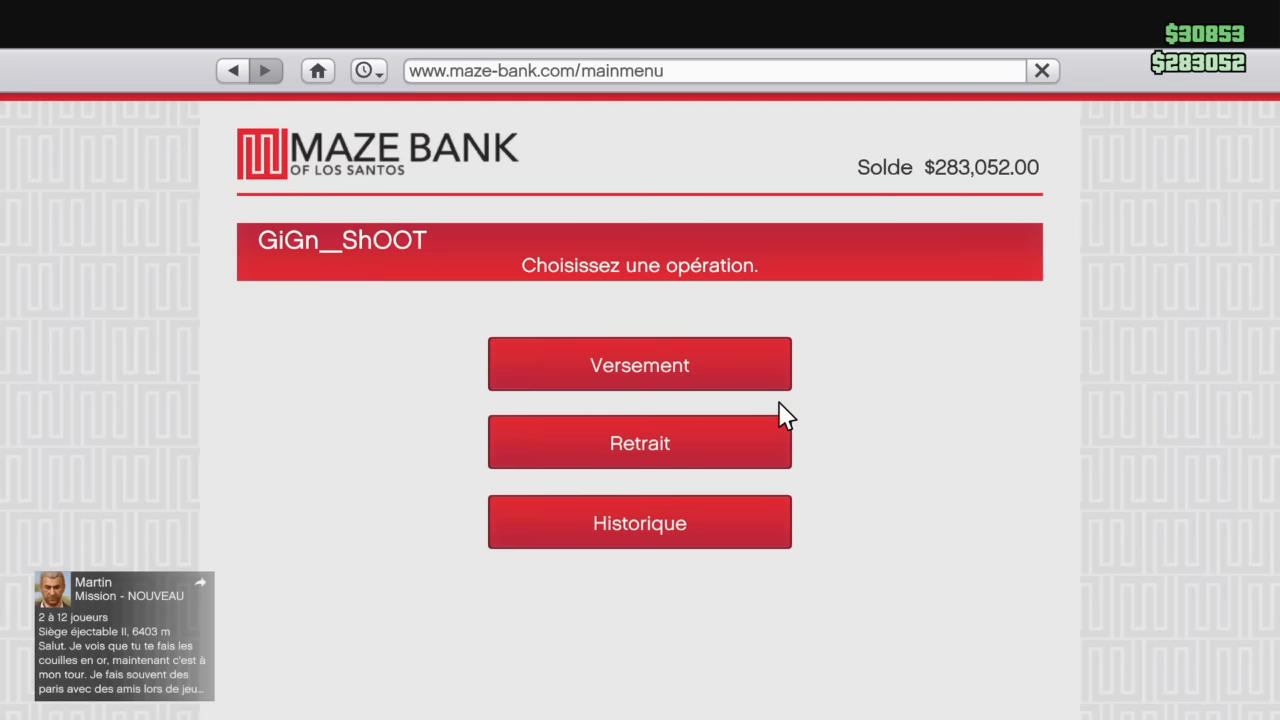 $30853
$283052
www.maze-bank.com/mainmenu
MAZE BANK
OF LOS SANTOS
Solde $283,052.00
GiGn__ShOOT
Choisissez une opération.
Versement
Retrait
Historique
Martin
Mission - NOUVEAU
2 à 12 joueurs
Siège éjectable II, 6403 m
Salut. Je vois que tu te fais les
couilles en or, maintenant c'est à
mon tour. Je fais souvent des
paris avec des amis lors de jeu...